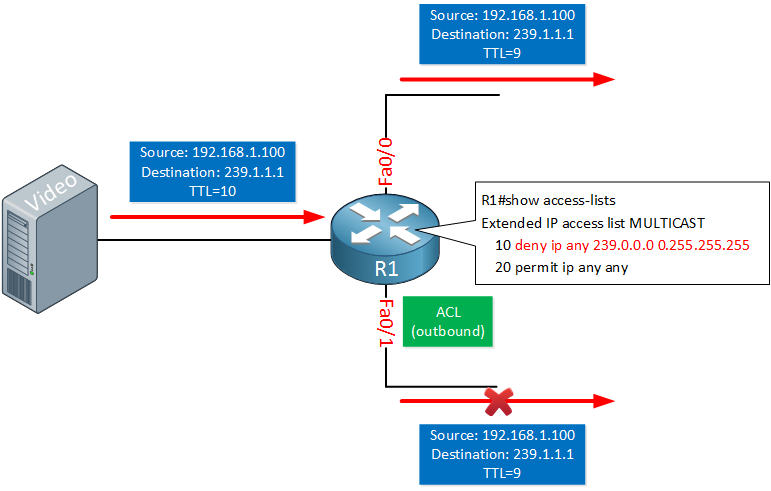 Source: 192.168.1.100
Destination: 239.1.1.1
TTL=9
Source: 192.168.1.100
Destination: 239.1.1.1
TTL=10
Video
Fa0/0
R1
R1#show access-lists
Extended IP access list MULTICAST
10 deny ip any 239.0.0.0 0.255.255.255
20 permit ip any any
Fa0/1
ACL
(outbound)
Source: 192.168.1.100
Destination: 239.1.1.1
TTL=9